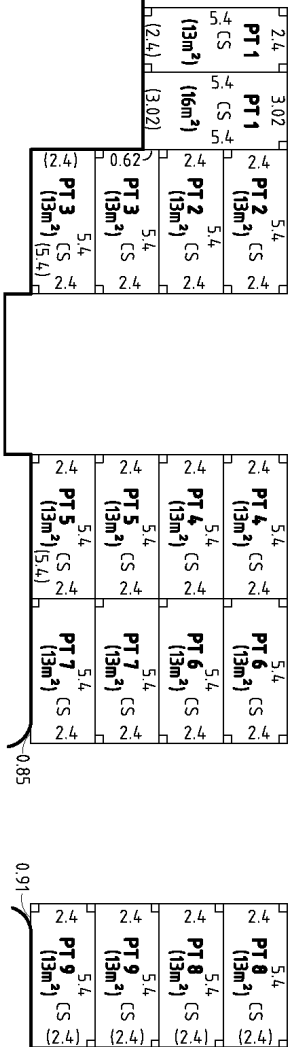 5.4
PT 1
CS
(13m²)
2.4
(2.4)
5.4
PT 1
CS
(16m²)
5.4
3.02
(3.02)
(2.4)
PT 3
(13m²)
5.4
CS
(5.4)
2.4
0.62
PT 3
(13m²)
5.4
CS
2.4
2.4
PT 2
(13m²)
5.4
CS
2.4
2.4
PT 2
(13m²)
5.4
CS
2.4
2.4
PT 5
(13m²)
5.4
CS
(5.4)
2.4
2.4
PT 5
(13m²)
5.4
CS
2.4
2.4
PT 4
(13m²)
5.4
CS
2.4
2.4
PT 4
(13m²)
5.4
CS
2.4
PT 7
(13m²)
5.4
CS
2.4
PT 7
(13m²)
5.4
CS
2.4
PT 6
(13m²)
5.4
CS
2.4
PT 6
(13m²)
5.4
CS
2.4
0.85
0.91
2.4
PT 9
(13m²)
5.4
CS
(2.4)
2.4
PT 9
(13m²)
5.4
CS
(2.4)
2.4
PT 8
(13m²)
5.4
CS
(2.4)
2.4
PT 8
(13m²)
5.4
CS
(2.4)